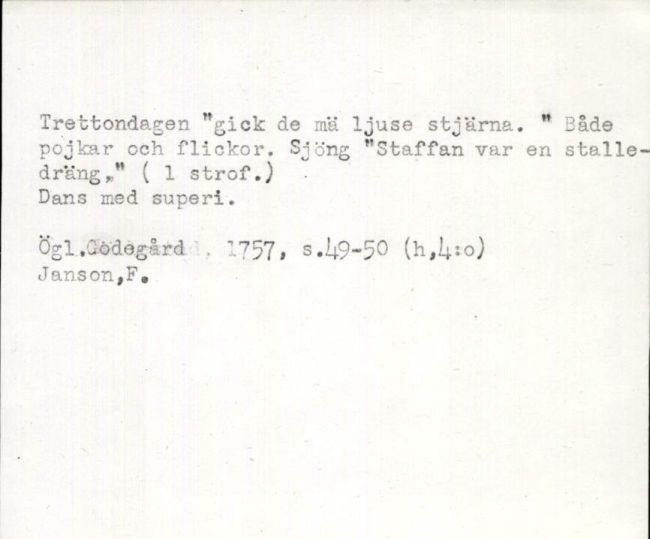 Trettondagen "gick de mä ljuse stjärna. " Både
pojkar och flickor. Sjöng "Staffan var en stalle-
dräng," ( 1 strof.)
Dans med superi.
Ögl.Godegård, 1757, s.49-50 (h,4:o)
Janson,F.